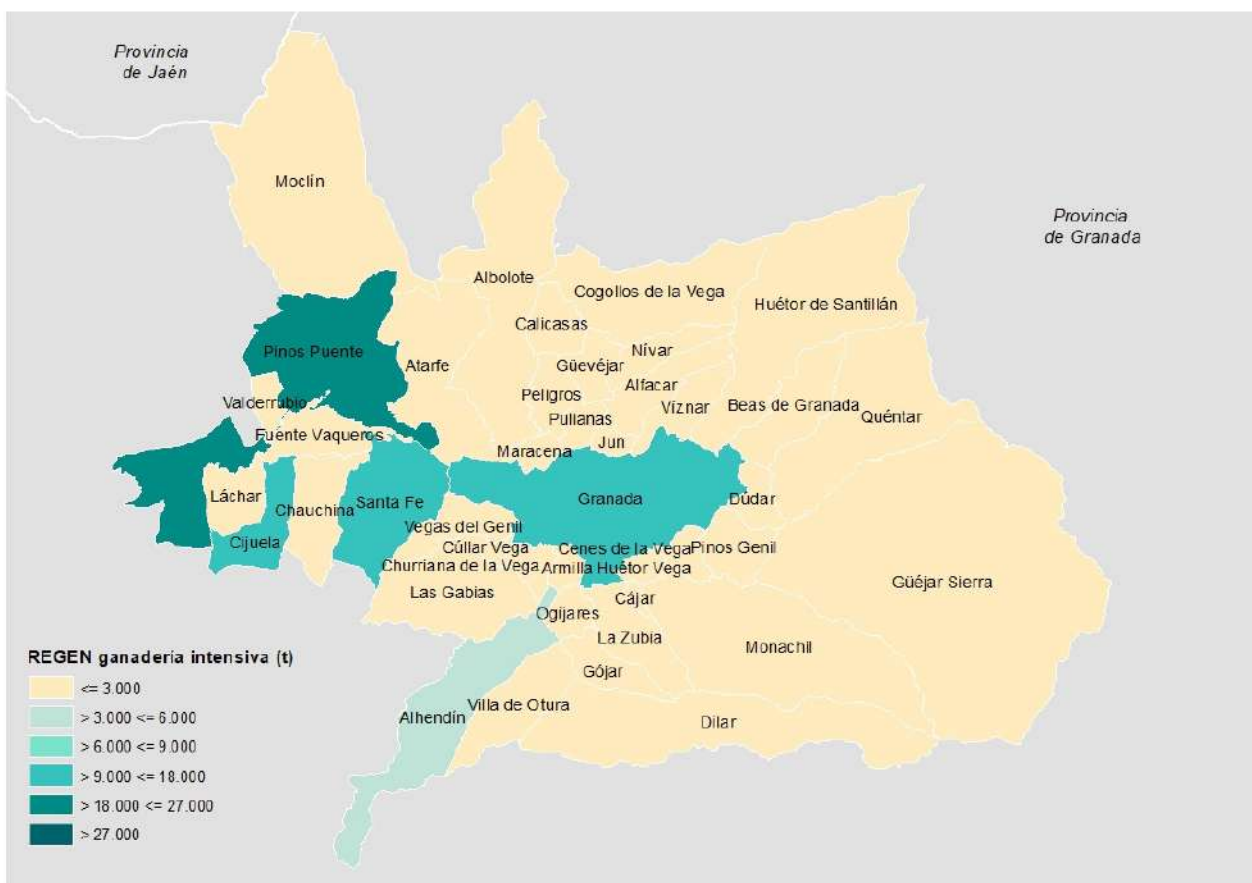 Provincia
de Jaén
Moclín
Provincia
de Granada
Albolote
Cogollos de la Vega
Huétor de Santillán
Calicasas
Pinos Puente
Atarfe
Güevéjar
Nívar
Peligros
Alfacar
Valderrubio
Pulianas
Víznar
Beas de Granada
Quéntar
Fuente Vaqueros
Maracena
Jun
Láchar
Chauchina
Santa Fe
Granada
Dúdar
Vegas del Genil
Cijuela
Cúllar Vega
Cenes de la Vega
Pinos Genil
Churriana de la Vega
Armilla
Huétor Vega
Las Gabias
Cájar
Güéjar Sierra
Ogíjares
La Zubia
Monachil
Gójar
Villa de Otura
Alhendín
Dílar
REGEN ganadería intensiva (t)
<= 3.000
> 3.000 <= 6.000
> 6.000 <= 9.000
> 9.000 <= 18.000
> 18.000 <= 27.000
> 27.000